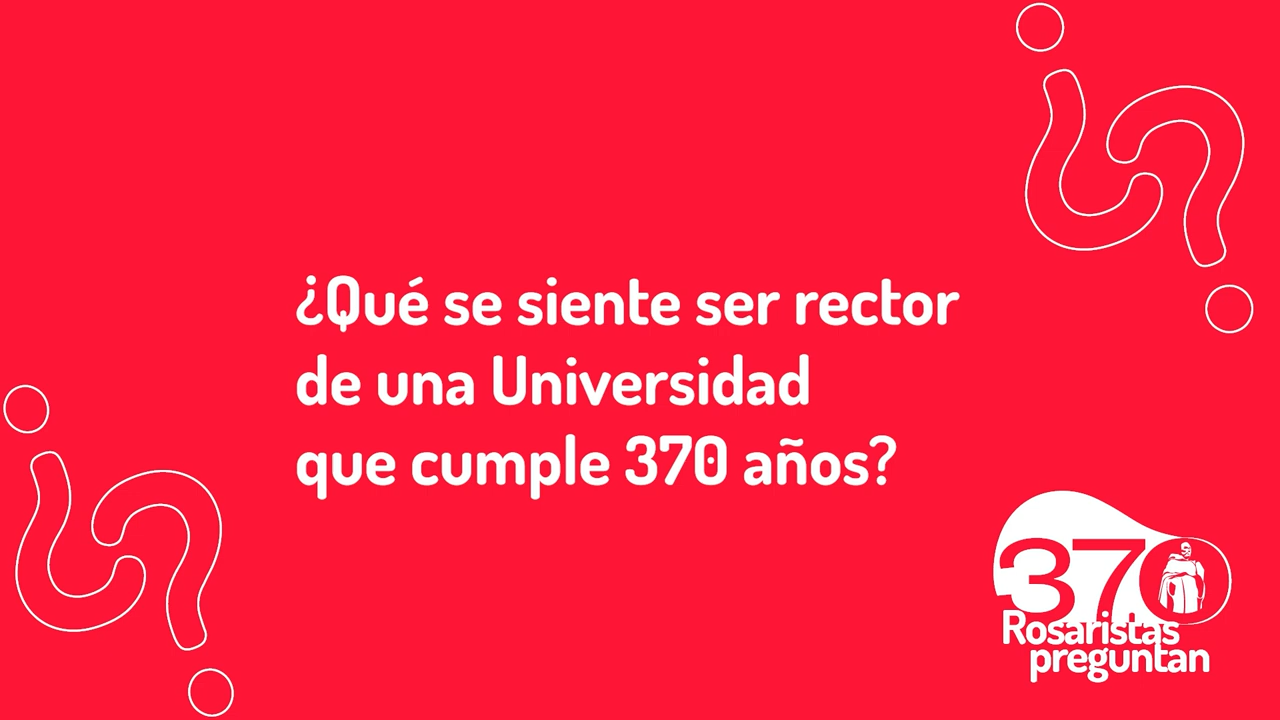 ¿Qué se siente ser rector
de una Universidad
que cumple 370 años?
370
Rosaristas
preguntan